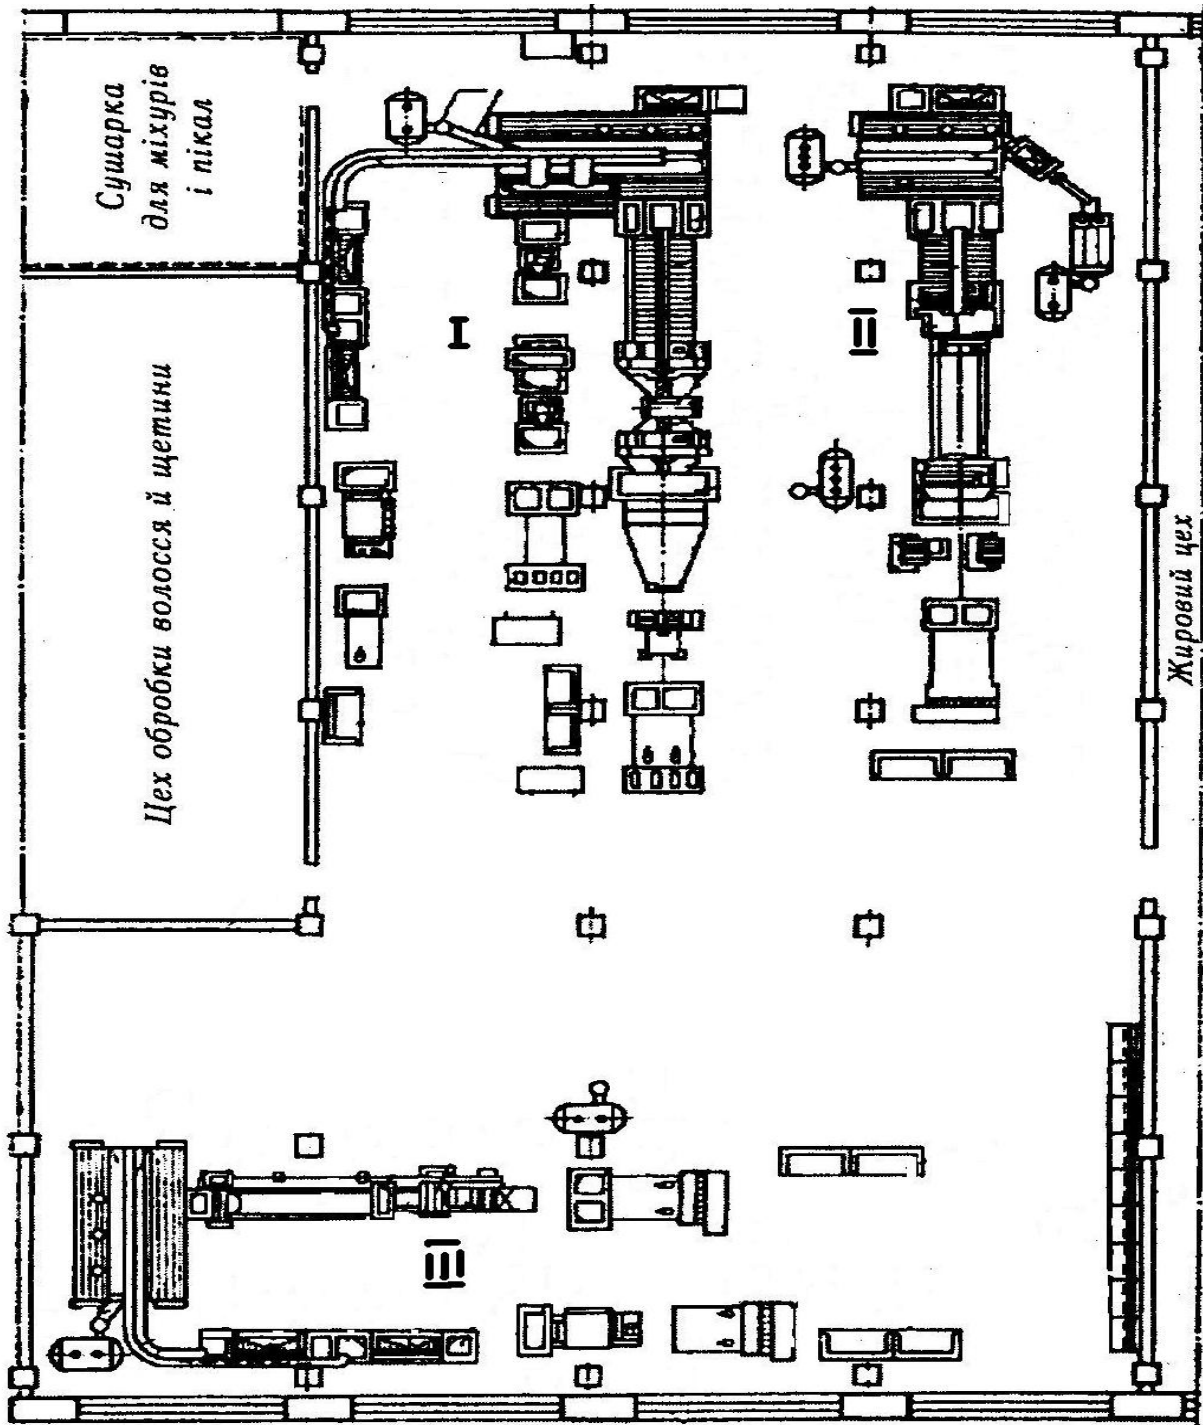 Сушарка
для міхурів
і пікал
Цех обробки волосся й щетини
I
II
III
Жировий цех